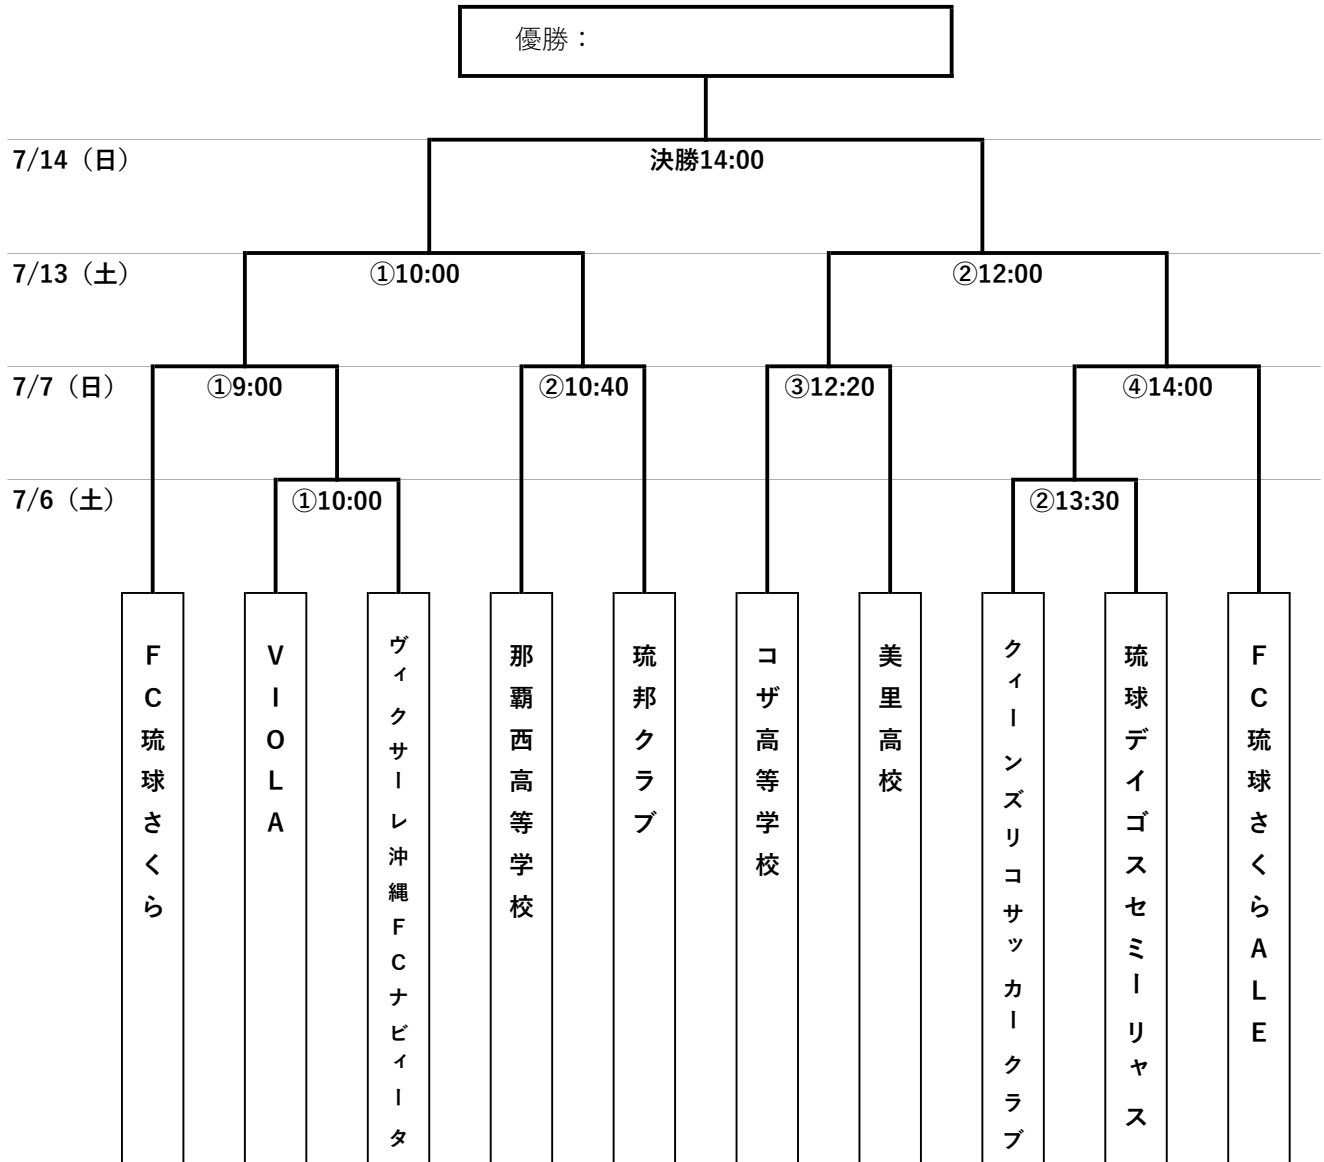 優勝：
7/14（日）
決勝14:00
7/13（土）
①10:00
②12:00
7/7（日）
①9:00
②10:40
③12:20
④14:00
7/6（土）
①10:00
②13:30
FC琉球さくら
VIOLA
ヴィクサーレ沖縄FCナビィータ
那覇西高等学校
琉邦クラブ
コザ高等学校
美里高校
クィーンズリコサッカークラブ
琉球デイゴスセミーリャス
FC琉球さくらALE